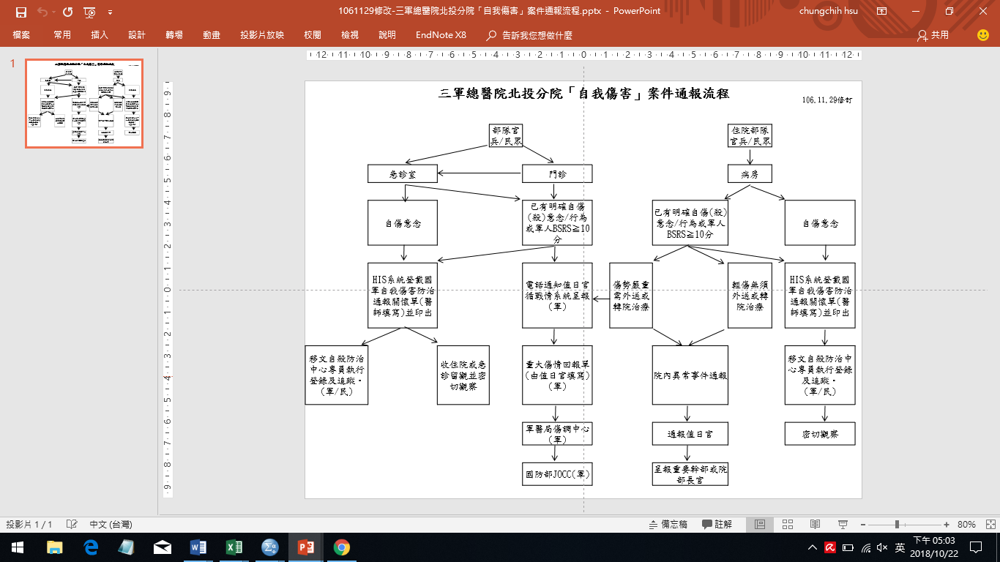 1061129修改-三軍總醫院北投分院「自我傷害」案件通報流程.pptx - PowerPoint
chungchih hsu
檔案 常用 插入 設計 轉場 動畫 投影片放映 校閱 檢視 說明 EndNote X8 告訴我您想做什麼 共用
1
三軍總醫院北投分院「自我傷害」案件通報流程
106.11.29修訂
部隊官
兵/民眾
住院部隊
官兵/民眾
急診室
門診
病房
自傷意念
已有明確自傷
(殺)意念/行為
或軍人BSRS≧10
分
已有明確自傷(殺)
意念/行為或軍人
BSRS≧10分
自傷意念
HIS系統登載國
軍自我傷害防治
通報關懷單(醫
師填寫)並印出
電話通知值日官
循戰情系統呈報
(軍)
傷勢嚴重
需外送或
轉院治療
輕傷無須
外送或轉
院治療
HIS系統登載國
軍自我傷害防治
通報關懷單(醫
師填寫)並印出
移文自殺防治
中心專員執行
登錄及追蹤。
(軍/民)
收住院或急
診留觀並密
切觀察
重大傷情回報單
(由值日官填寫)
(軍)
院內異常事件通報
移文自殺防治中
心專員執行登錄
及追蹤。
(軍/民)
軍醫局傷調中心
(軍)
通報值日官
密切觀察
國防部JOCC(軍)
呈報重要幹部或院
部長官
投影片 1 / 1 中文 (台灣) 備忘稿 註解 80%
英
下午 05:03
2018/10/22